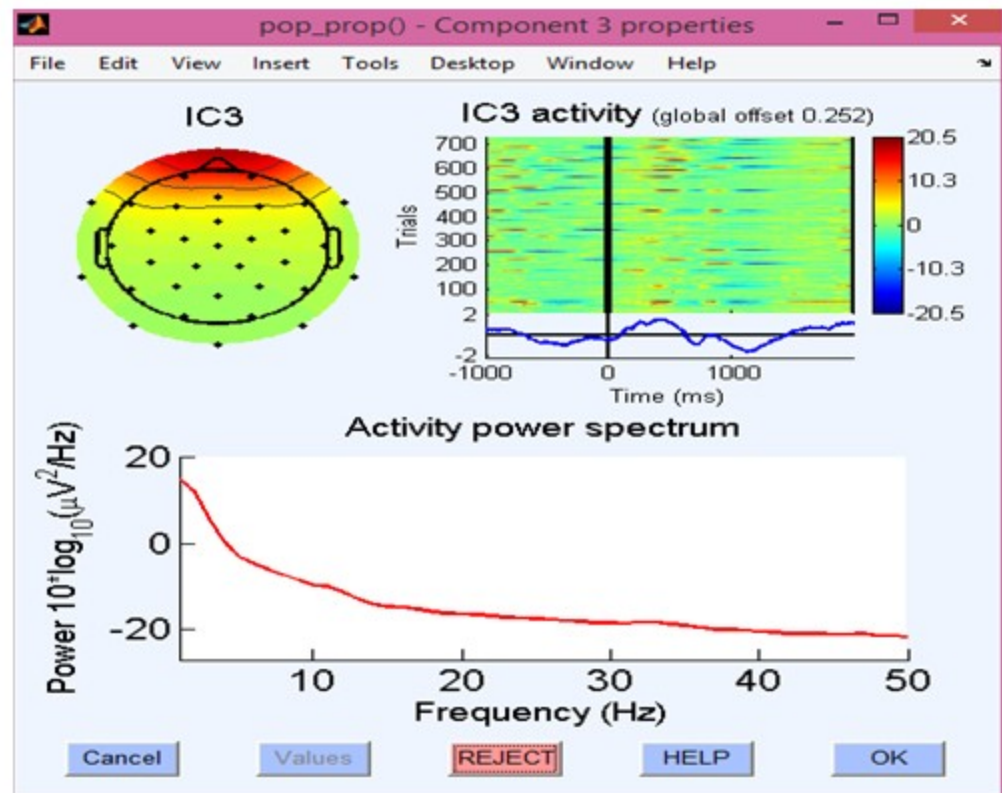 pop_prop() - Component 3 properties
File Edit View Insert Tools Desktop Window Help
IC3
IC3 activity (global offset 0.252)
Trials
700
600
500
400
300
200
100
2
-2
-1000 0 1000
Time (ms)
20.5
10.3
0
-10.3
-20.5
Activity power spectrum
Power 10*log10(μV²/Hz)
20
0
-20
10 20 30 40 50
Frequency (Hz)
Cancel Values REJECT HELP OK